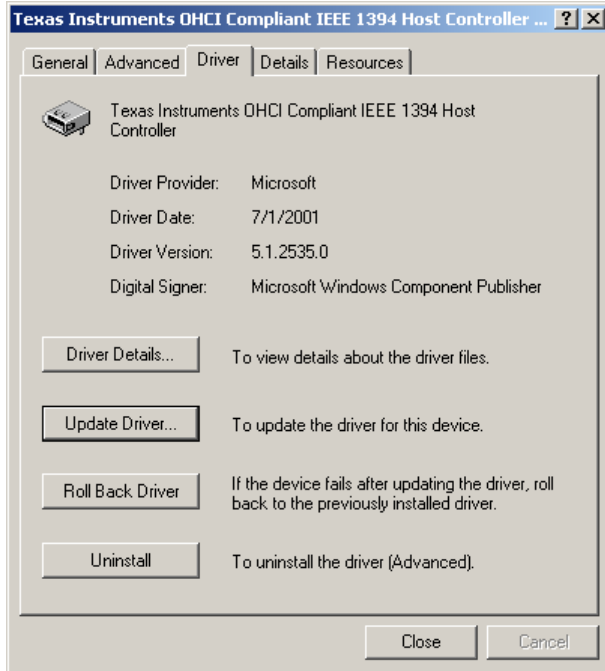 Texas Instruments OHCI Compliant IEEE 1394 Host Controller ...
General Advanced Driver Details Resources
Texas Instruments OHCI Compliant IEEE 1394 Host
Controller
Driver Provider: Microsoft
Driver Date: 7/1/2001
Driver Version: 5.1.2535.0
Digital Signer: Microsoft Windows Component Publisher
Driver Details... To view details about the driver files.
Update Driver... To update the driver for this device.
Roll Back Driver If the device fails after updating the driver, roll
back to the previously installed driver.
Uninstall To uninstall the driver (Advanced).
Close Cancel